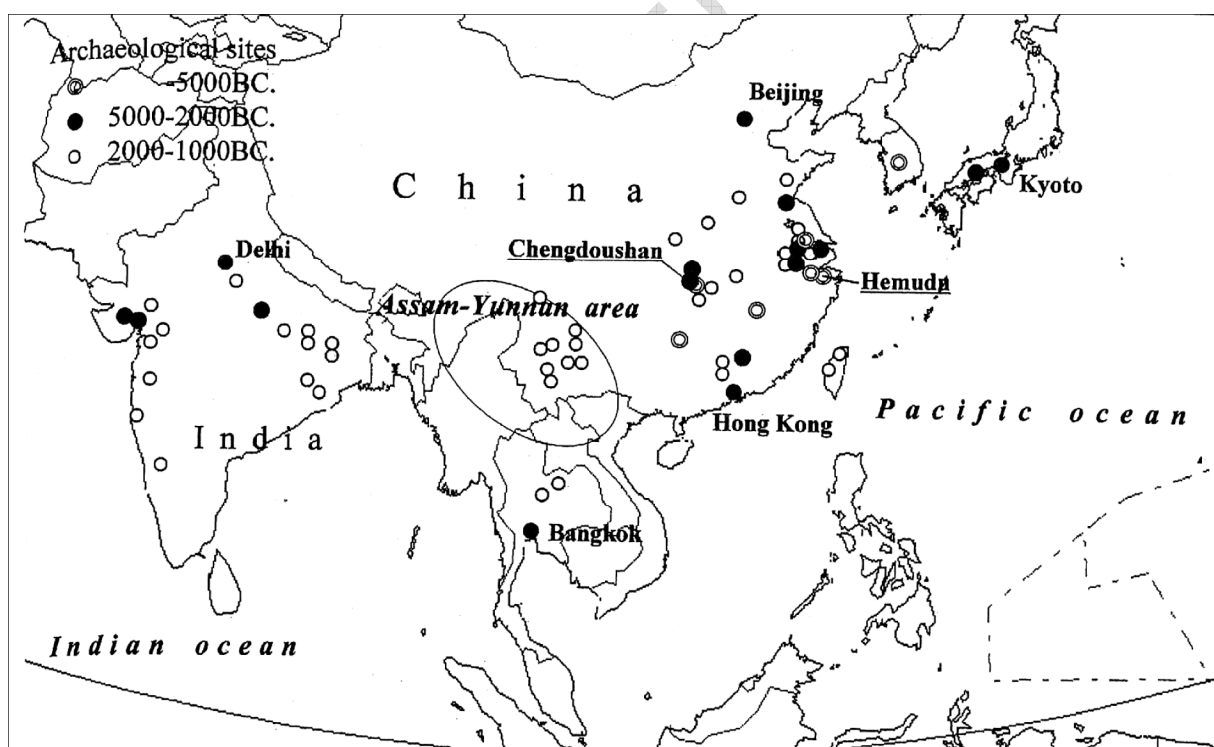 Archaeological sites
-5000BC.
5000-2000BC.
2000-1000BC.
Beijing
China
Kyoto
Chengdoushan
Delhi
Hemudu
Assam-Yunnan area
Pacific ocean
Hong Kong
India
Bangkok
Indian ocean